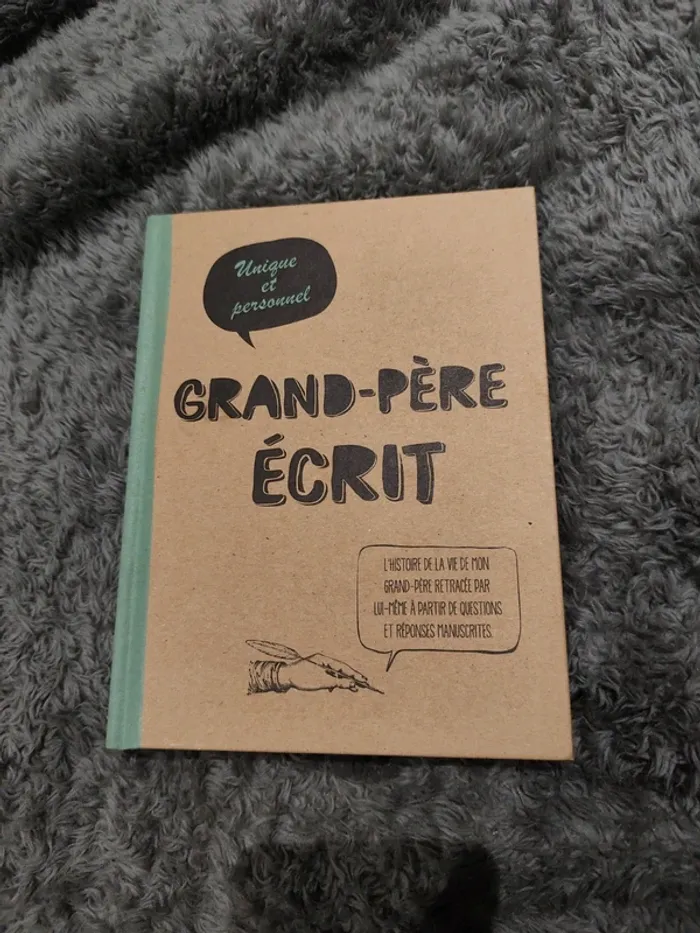 Unique
et
personnel
GRAND-PÈRE
ÉCRIT
L'HISTOIRE DE LA VIE DE MON
GRAND-PÈRE RETRACÉE PAR
LUI-MÊME À PARTIR DE QUESTIONS
ET RÉPONSES MANUSCRITES.